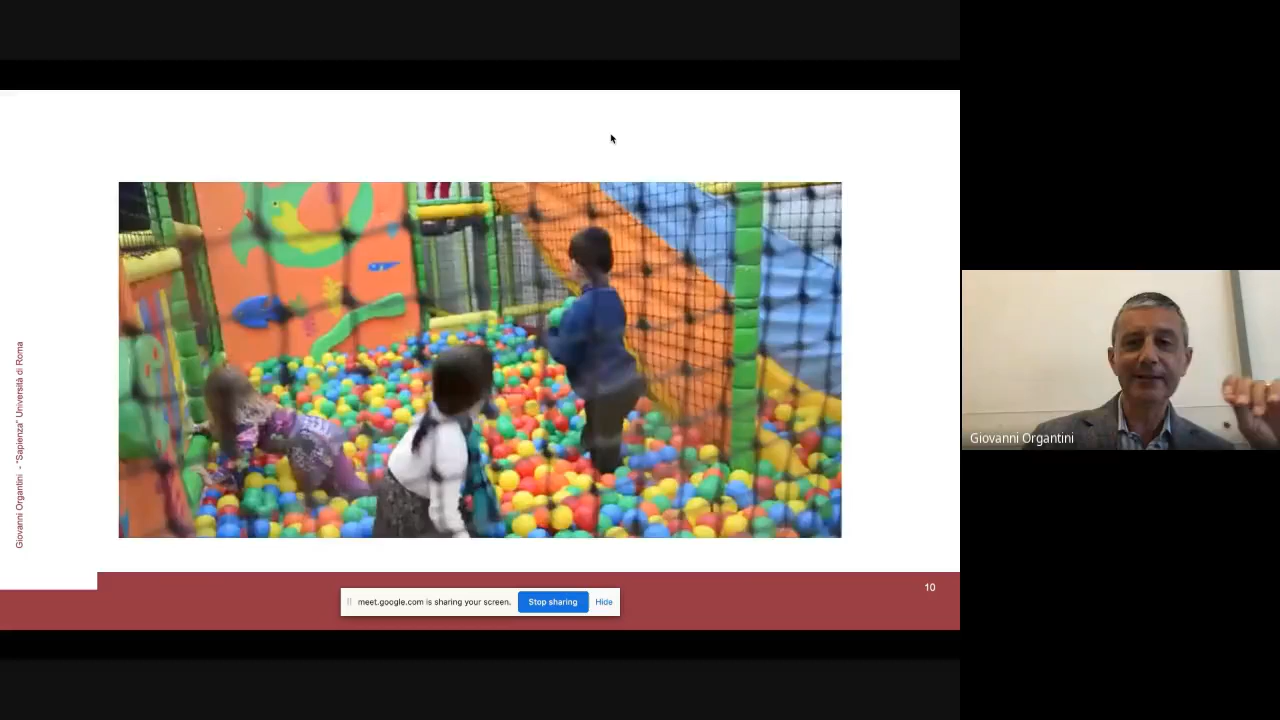 Giovanni Organtini - "Sapienza" Università di Roma
meet.google.com is sharing your screen.
Stop sharing
Hide
10
Giovanni Organtini